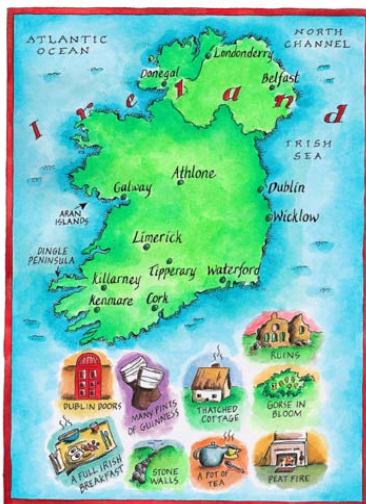 ATLANTIC
OCEAN
NORTH
CHANNEL
Londonderry
Donegal
Belfast
Ireland
IRISH
SEA
Athlone
Galway
Dublin
ARAN
ISLANDS
Wicklow
Limerick
DINGLE
PENINSULA
Tipperary
Waterford
Killarney
Kenmare
Cork
RUINS
DUBLIN DOORS
MANY PINTS
OF GUINNESS
THATCHED
COTTAGE
GORSE IN
BLOOM
A FULL IRISH
BREAKFAST
STONE
WALLS
A POT OF
TEA
PEAT FIRE